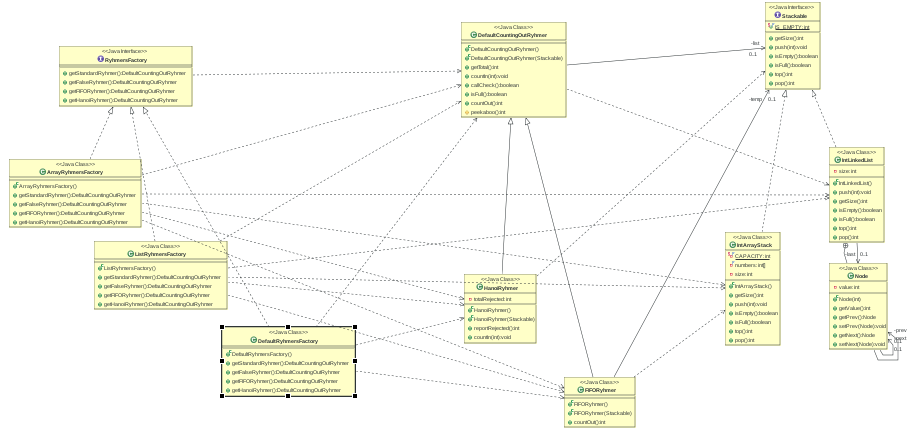 <<Java Interface>>
RyhmersFactory
getStandardRyhmer():DefaultCountingOutRyhmer
getFalseRyhmer():DefaultCountingOutRyhmer
getFIFORyhmer():DefaultCountingOutRyhmer
getHanoiRyhmer():DefaultCountingOutRyhmer
<<Java Class>>
DefaultCountingOutRyhmer
DefaultCountingOutRyhmer()
DefaultCountingOutRyhmer(Stackable)
getTotal():int
countIn(int):void
callCheck():boolean
isFull():boolean
countOut():int
peekaboo():int
<<Java Interface>>
Stackable
IS_EMPTY: int
getSize():int
push(int):void
isEmpty():boolean
isFull():boolean
top():int
pop():int
-list
0..1
-temp 0..1
<<Java Class>>
ArrayRyhmersFactory
ArrayRyhmersFactory()
getStandardRyhmer():DefaultCountingOutRyhmer
getFalseRyhmer():DefaultCountingOutRyhmer
getFIFORyhmer():DefaultCountingOutRyhmer
getHanoiRyhmer():DefaultCountingOutRyhmer
<<Java Class>>
IntLinkedList
size: int
IntLinkedList()
push(int):void
getSize():int
isEmpty():boolean
isFull():boolean
top():int
pop():int
-last 0..1
<<Java Class>>
ListRyhmersFactory
ListRyhmersFactory()
getStandardRyhmer():DefaultCountingOutRyhmer
getFalseRyhmer():DefaultCountingOutRyhmer
getFIFORyhmer():DefaultCountingOutRyhmer
getHanoiRyhmer():DefaultCountingOutRyhmer
<<Java Class>>
IntArrayStack
CAPACITY: int
numbers: int[]
size: int
IntArrayStack()
getSize():int
push(int):void
isEmpty():boolean
isFull():boolean
top():int
pop():int
<<Java Class>>
Node
value: int
Node(int)
getValue():int
getPrev():Node
setPrev(Node):void
getNext():Node
setNext(Node):void
-prev
0..1
0..1
<<Java Class>>
HanoiRyhmer
totalRejected: int
HanoiRyhmer()
HanoiRyhmer(Stackable)
reportRejected():int
countIn(int):void
<<Java Class>>
DefaultRyhmersFactory
DefaultRyhmersFactory()
getStandardRyhmer():DefaultCountingOutRyhmer
getFalseRyhmer():DefaultCountingOutRyhmer
getFIFORyhmer():DefaultCountingOutRyhmer
getHanoiRyhmer():DefaultCountingOutRyhmer
<<Java Class>>
FIFORyhmer
FIFORyhmer()
FIFORyhmer(Stackable)
countOut():int